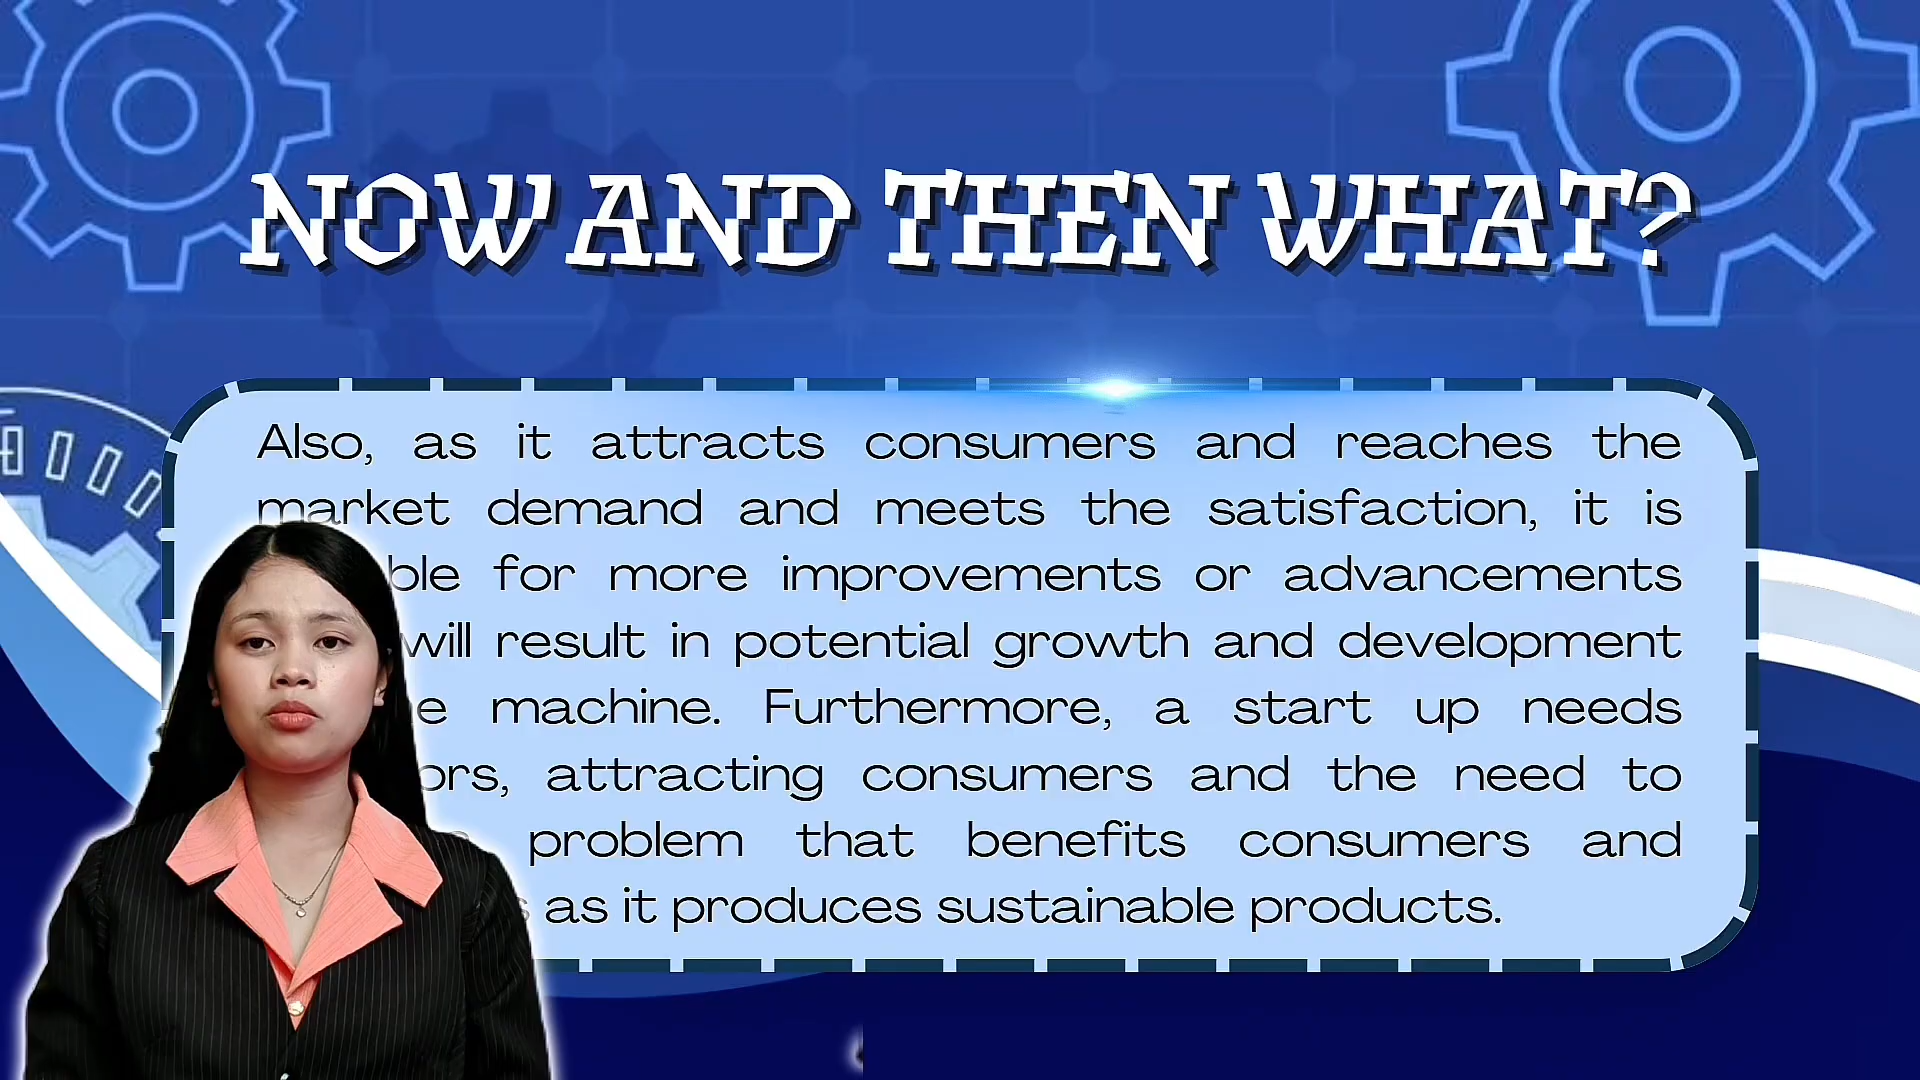 NOW AND THEN WHAT?
Also, as it attracts consumers and reaches the
market demand and meets the satisfaction, it is
for more improvements or advancements
will result in potential growth and development
machine. Furthermore, a start up needs
attracting consumers and the need to
problem that benefits consumers and
as it produces sustainable products.